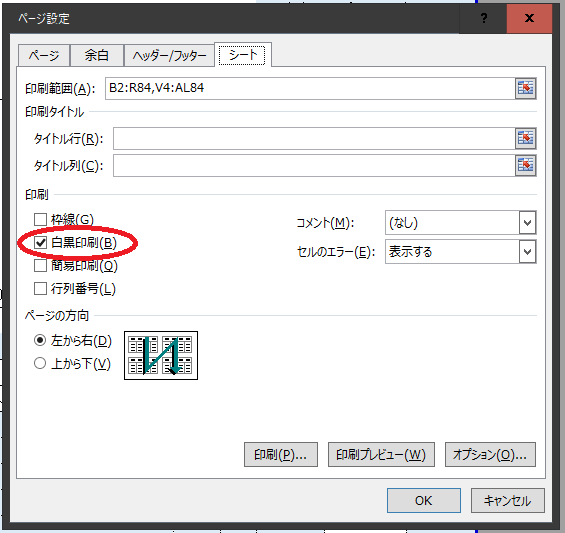 ページ設定
?
x
ページ 余白 ヘッダー/フッター シート
印刷範囲(A): B2:R84,V4:AL84
印刷タイトル
タイトル行(R):
タイトル列(C):
印刷
枠線(G) コメント(M): (なし)
白黒印刷(B)
セルのエラー(E): 表示する
簡易印刷(Q)
行列番号(L)
ページの方向
左から右(D)
上から下(V)
印刷(P)... 印刷プレビュー(W) オプション(O)...
OK キャンセル